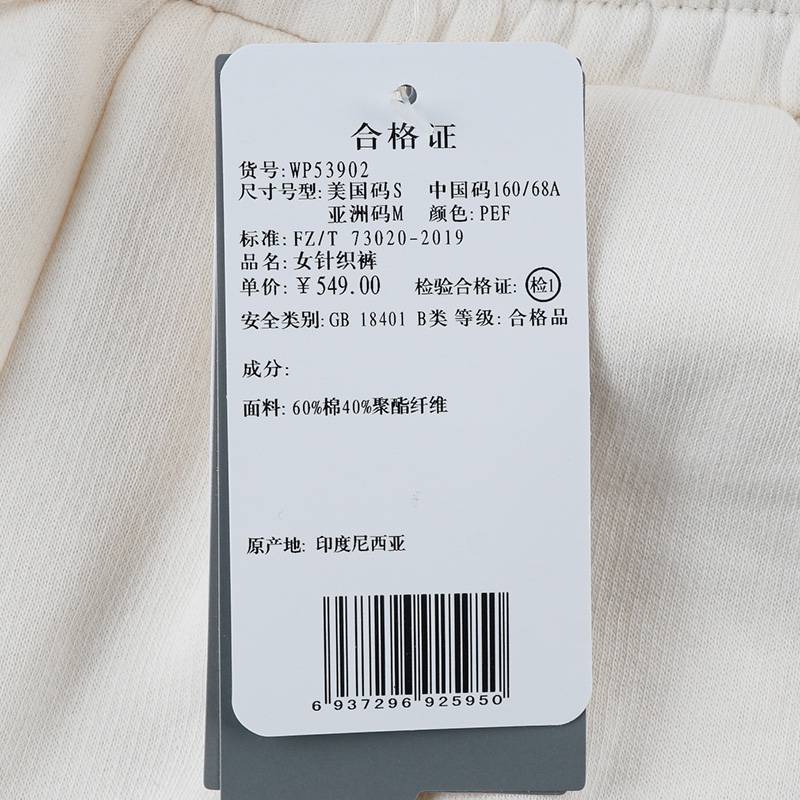 合格证
货号:WP53902
尺寸号型:美国码S 中国码160/68A
亚洲码M 颜色:PEF
标准:FZ/T 73020-2019
品名:女针织裤
单价:¥549.00 检验合格证:检1
安全类别:GB 18401 B类 等级:合格品
成分:
面料:60%棉40%聚酯纤维
原产地:印度尼西亚
6 937296 925950